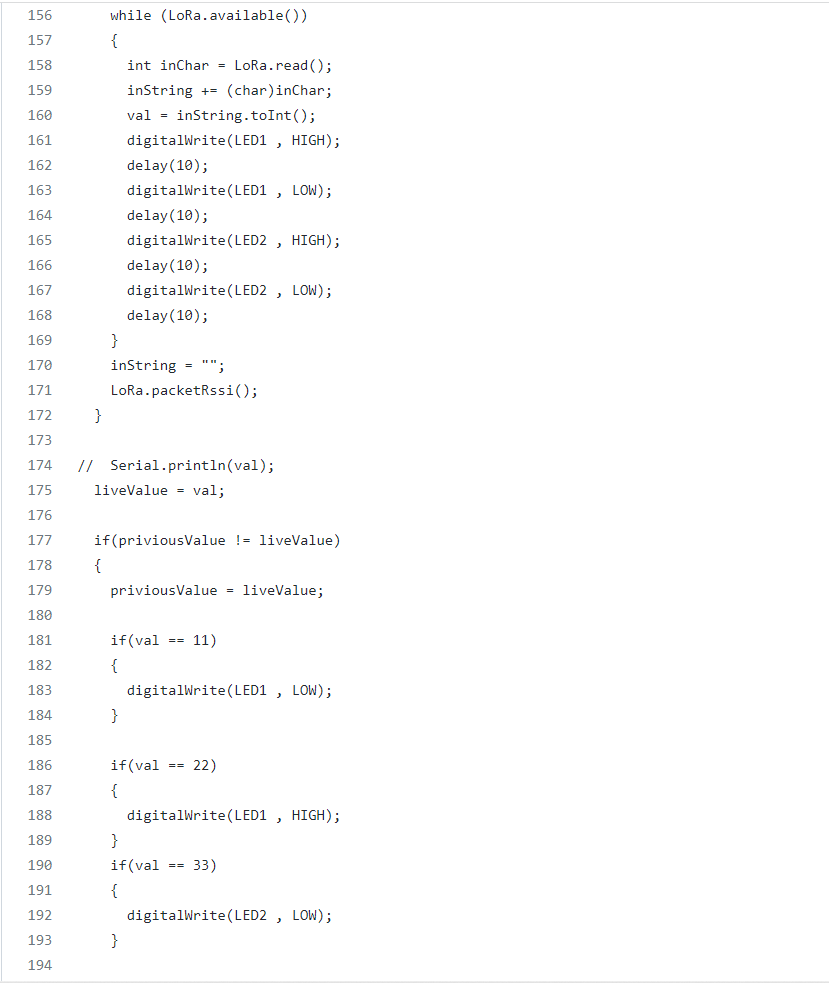 156 while (LoRa.available())
157 {
158 int inChar = LoRa.read();
159 inString += (char)inChar;
160 val = inString.toInt();
161 digitalWrite(LED1 , HIGH);
162 delay(10);
163 digitalWrite(LED1 , LOW);
164 delay(10);
165 digitalWrite(LED2 , HIGH);
166 delay(10);
167 digitalWrite(LED2 , LOW);
168 delay(10);
169 }
170 inString = "";
171 LoRa.packetRssi();
172 }
173
174 //  Serial.println(val);
175 liveValue = val;
176
177 if(priviousValue != liveValue)
178 {
179 priviousValue = liveValue;
180
181 if(val == 11)
182 {
183 digitalWrite(LED1 , LOW);
184 }
185
186 if(val == 22)
187 {
188 digitalWrite(LED1 , HIGH);
189 }
190 if(val == 33)
191 {
192 digitalWrite(LED2 , LOW);
193 }
194